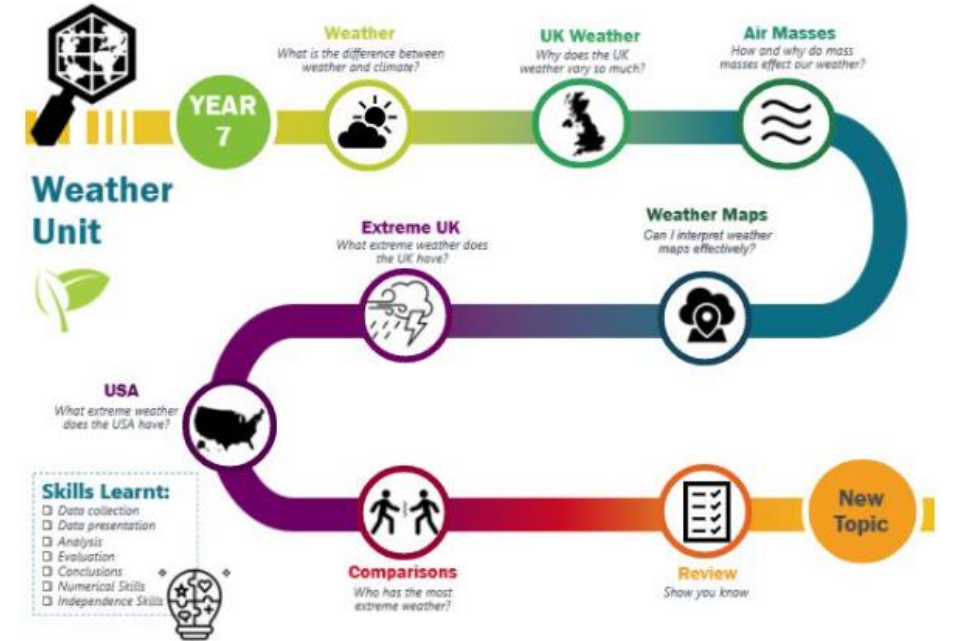 Weather
What is the difference between
weather and climate?
UK Weather
Why does the UK
weather vary so much?
Air Masses
How and why do mass
masses effect our weather?
YEAR
7
Weather
Unit
Weather Maps
Can I interpret weather
maps effectively?
Extreme UK
What extreme weather does
the UK have?
USA
What extreme weather
does the USA have?
Skills Learnt:
Data collection
Data presentation
Analysis
Evaluation
Conclusions
Numerical Skills
Independence Skills
Comparisons
Who has the most
extreme weather?
Review
Show you know
New
Topic